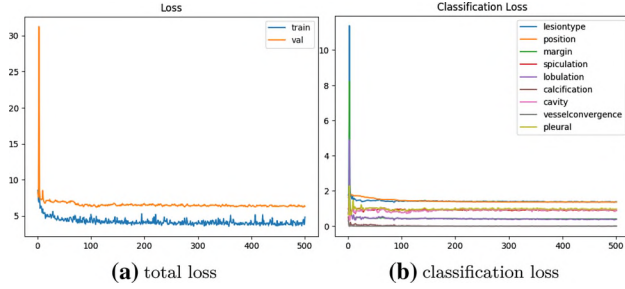 Loss
train
val
30
25
20
15
10
5
0
100
200
300
400
500
(a) total loss
Classification Loss
lesiontype
position
margin
spiculation
lobulation
calcification
cavity
vesselconvergence
pleural
10
8
6
4
2
0
0
100
200
300
400
500
(b) classification loss